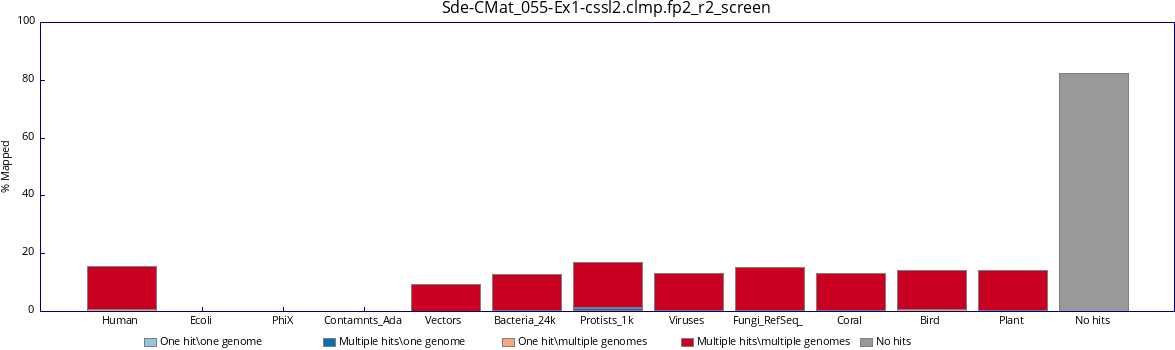 Sde-CMat_055-Ex1-cssl2.clmp.fp2_r2_screen
100
80
60
40
20
0
% Mapped
Human Ecoli PhiX Contamnts_Ada Vectors Bacteria_24k Protists_1k Viruses Fungi_RefSeq_ Coral Bird Plant No hits
One hit\one genome Multiple hits\one genome One hit\multiple genomes Multiple hits\multiple genomes No hits